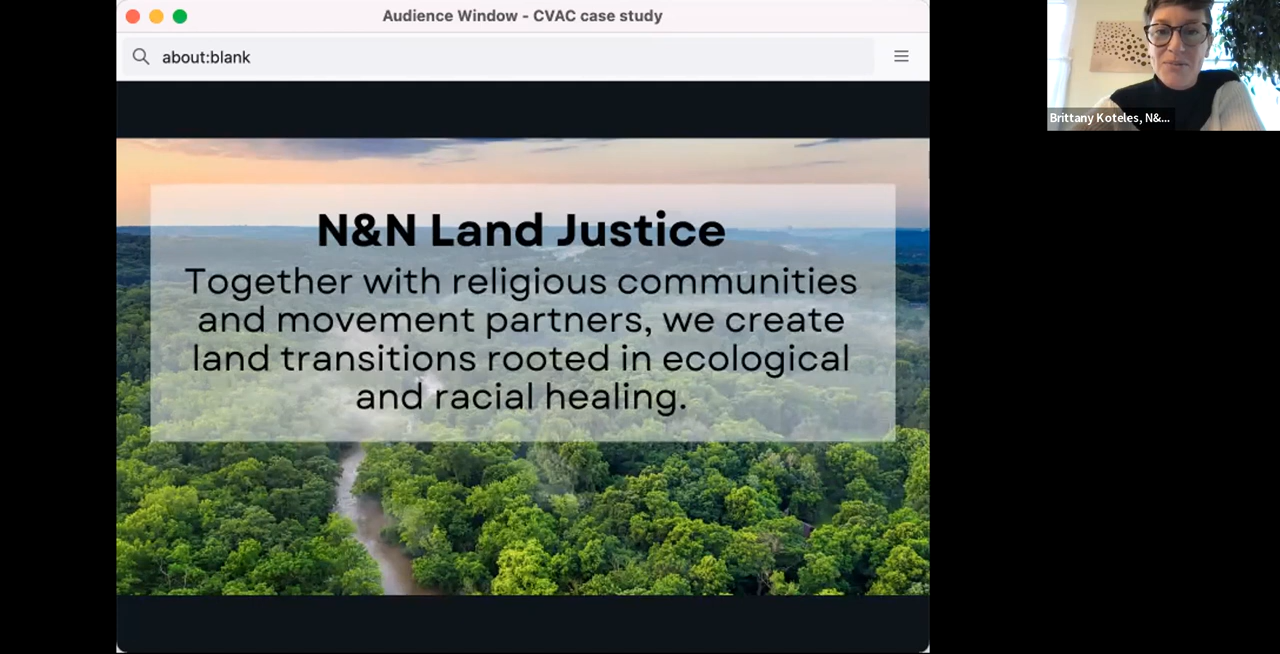 Audience Window - CVAC case study
about:blank
N&N Land Justice
Together with religious communities
and movement partners, we create
land transitions rooted in ecological
and racial healing.
Brittany Koteles, N&...